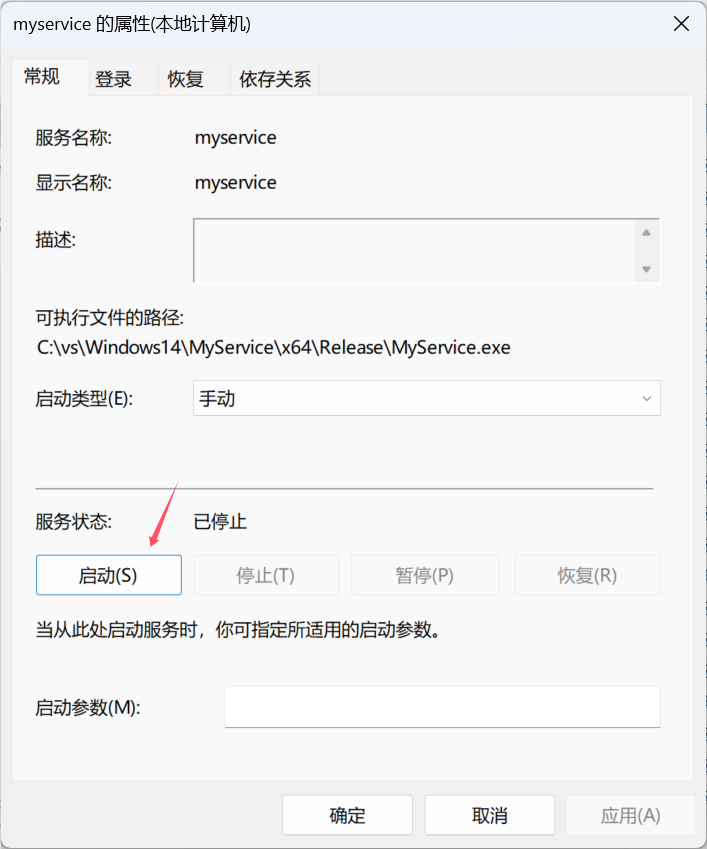 myservice 的属性(本地计算机)
常规 登录 恢复 依存关系
服务名称: myservice
显示名称: myservice
描述:
可执行文件的路径:
C:\vs\Windows14\MyService\x64\Release\MyService.exe
启动类型(E): 手动
服务状态: 已停止
启动(S) 停止(T) 暂停(P) 恢复(R)
当从此处启动服务时，你可指定所适用的启动参数。
启动参数(M):
确定 取消 应用(A)